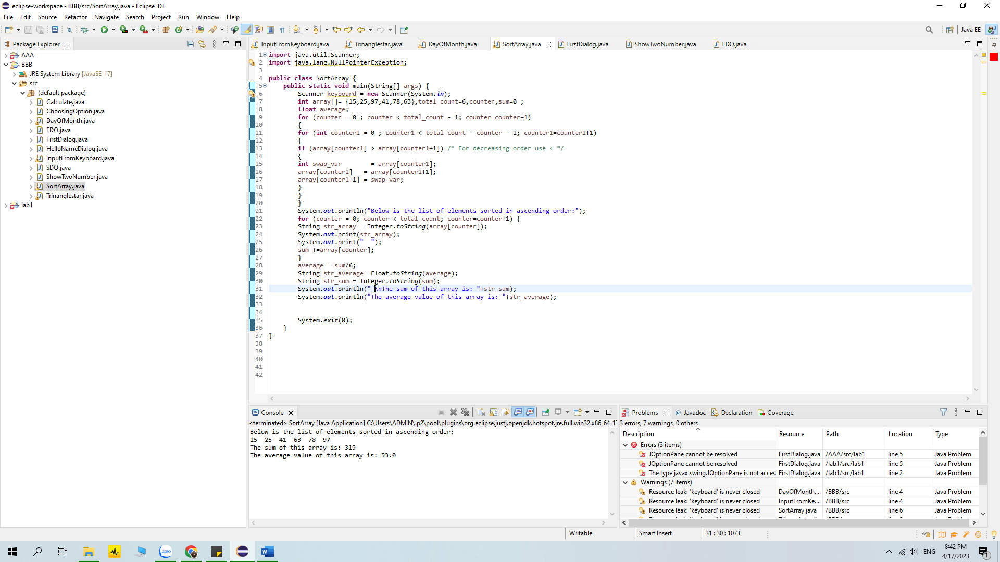 eclipse-workspace - BBB/src/SortArray.java - Eclipse IDE
File Edit Source Refactor Navigate Search Project Run Window Help
Java EE
Package Explorer
InputFromKeyboard.java Trinanglestar.java DayOfMonth.java SortArray.java FirstDialog.java ShowTwoNumber.java FDO.java
AAA
BBB
JRE System Library [JavaSE-17]
src
(default package)
Calculate.java
ChoosingOption.java
DayOfMonth.java
FDO.java
FirstDialog.java
HelloNameDialog.java
InputFromKeyboard.java
SDO.java
ShowTwoNumber.java
SortArray.java
Trinanglestar.java
lab1
1 import java.util.Scanner;
2 import java.lang.NullPointerException;
3
4 public class SortArray {
5 public static void main(String[] args) {
6 Scanner keyboard = new Scanner(System.in);
7 int array[]= {15,25,97,41,78,63},total_count=6,counter,sum=0 ;
8 float average;
9 for (counter = 0 ; counter < total_count - 1; counter=counter+1)
10 {
11 for (int counter1 = 0 ; counter1 < total_count - counter - 1; counter1=counter1+1)
12 {
13 if (array[counter1] > array[counter1+1]) /* For decreasing order use < */
14 {
15 int swap_var = array[counter1];
16 array[counter1] = array[counter1+1];
17 array[counter1+1] = swap_var;
18 }
19 }
20 }
21 System.out.println("Below is the list of elements sorted in ascending order:");
22 for (counter = 0; counter < total_count; counter=counter+1) {
23 String str_array = Integer.toString(array[counter]);
24 System.out.print(str_array);
25 System.out.print("  ");
26 sum +=array[counter];
27 }
28 average = sum/6;
29 String str_average= Float.toString(average);
30 String str_sum = Integer.toString(sum);
31 System.out.println(" \nThe sum of this array is: "+str_sum);
32 System.out.println("The average value of this array is: "+str_average);
33
34
35 System.exit(0);
36 }
37 }
38
39
40
41
42
Console
<terminated> SortArray [Java Application] C:\Users\ADMIN\.p2\pool\plugins\org.eclipse.justj.openjdk.hotspot.jre.full.win32.x86_64_17
Below is the list of elements sorted in ascending order:
15 25 41 63 78 97
The sum of this array is: 319
The average value of this array is: 53.0
Problems Javadoc Declaration Coverage
3 errors, 7 warnings, 0 others
Description Resource Path Location Type
Errors (3 items)
JOptionPane cannot be resolved FirstDialog.java /AAA/src/lab1 line 5 Java Problem
JOptionPane cannot be resolved FirstDialog.java /lab1/src/lab1 line 5 Java Problem
The type javax.swing.JOptionPane is not acces FirstDialog.java /lab1/src/lab1 line 2 Java Problem
Warnings (7 items)
Resource leak: 'keyboard' is never closed DayOfMonth.... /BBB/src line 4 Java Problem
Resource leak: 'keyboard' is never closed InputFromKe... /BBB/src line 4 Java Problem
Resource leak: 'keyboard' is never closed SortArray.java /BBB/src line 6 Java Problem
Writable Smart Insert 31 : 30 : 1073
Zalo
ENG
8:42 PM
4/17/2023
1